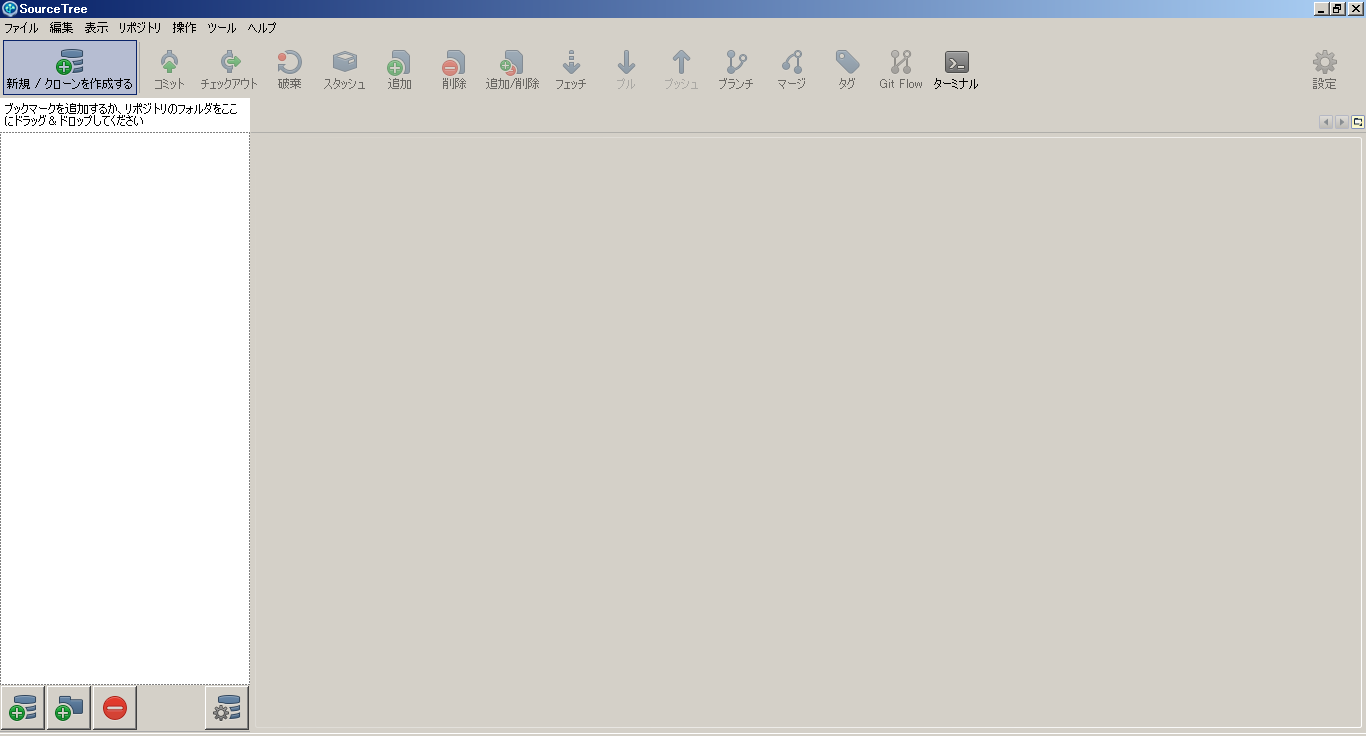 SourceTree
ファイル 編集 表示 リポジトリ 操作 ツール ヘルプ
新規 / クローンを作成する コミット チェックアウト 破棄 スタッシュ 追加 削除 追加/削除 フェッチ プル プッシュ ブランチ マージ タグ Git Flow ターミナル 設定
ブックマークを追加するか、リポジトリのフォルダをここ
にドラッグ & ドロップしてください